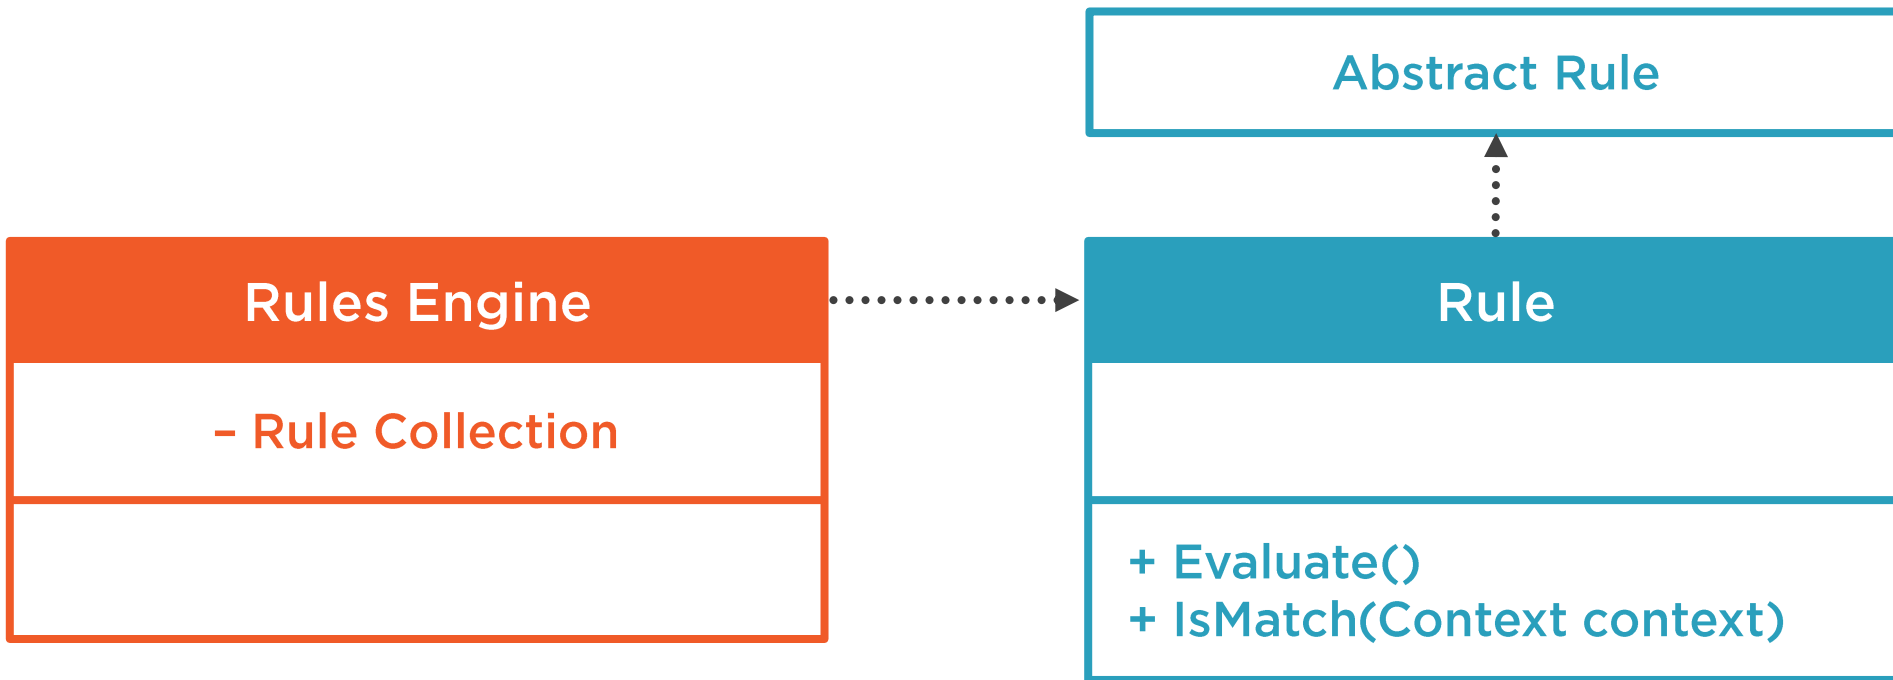 Abstract Rule
Rules Engine
Rule
– Rule Collection
+ Evaluate()
+ IsMatch(Context context)